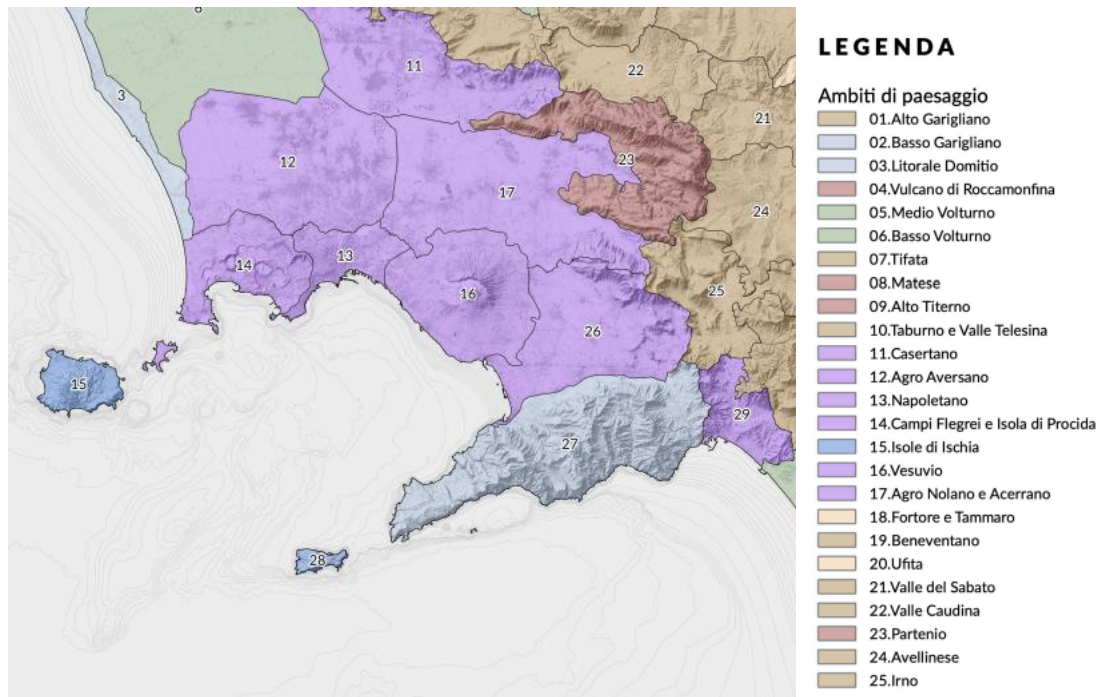 6
11
22
3
21
12
23
17
24
13
14
16
25
26
15
29
27
28
LEGENDA
Ambiti di paesaggio
01.Alto Garigliano
02.Basso Garigliano
03.Litorale Domitio
04.Vulcano di Roccamonfina
05.Medio Volturno
06.Basso Volturno
07.Tifata
08.Matese
09.Alto Titerno
10.Taburno e Valle Telesina
11.Casertano
12.Agro Aversano
13.Napoletano
14.Campi Flegrei e Isola di Procida
15.Isole di Ischia
16.Vesuvio
17.Agro Nolano e Acerrano
18.Fortore e Tammaro
19.Beneventano
20.Ufita
21.Valle del Sabato
22.Valle Caudina
23.Partenio
24.Avellinese
25.Irno